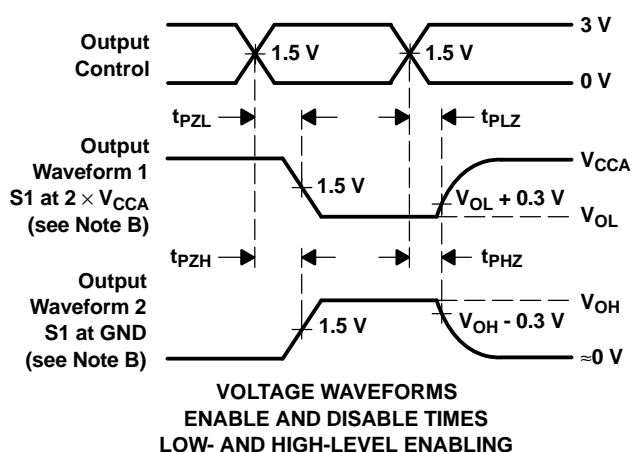 Output
Control
1.5 V
1.5 V
3 V
0 V
tPZL
tPLZ
Output
Waveform 1
S1 at 2 × VCCA
(see Note B)
1.5 V
VCCA
VOL + 0.3 V
VOL
tPZH
tPHZ
Output
Waveform 2
S1 at GND
(see Note B)
1.5 V
VOH
VOH - 0.3 V
≈0 V
VOLTAGE WAVEFORMS
ENABLE AND DISABLE TIMES
LOW- AND HIGH-LEVEL ENABLING